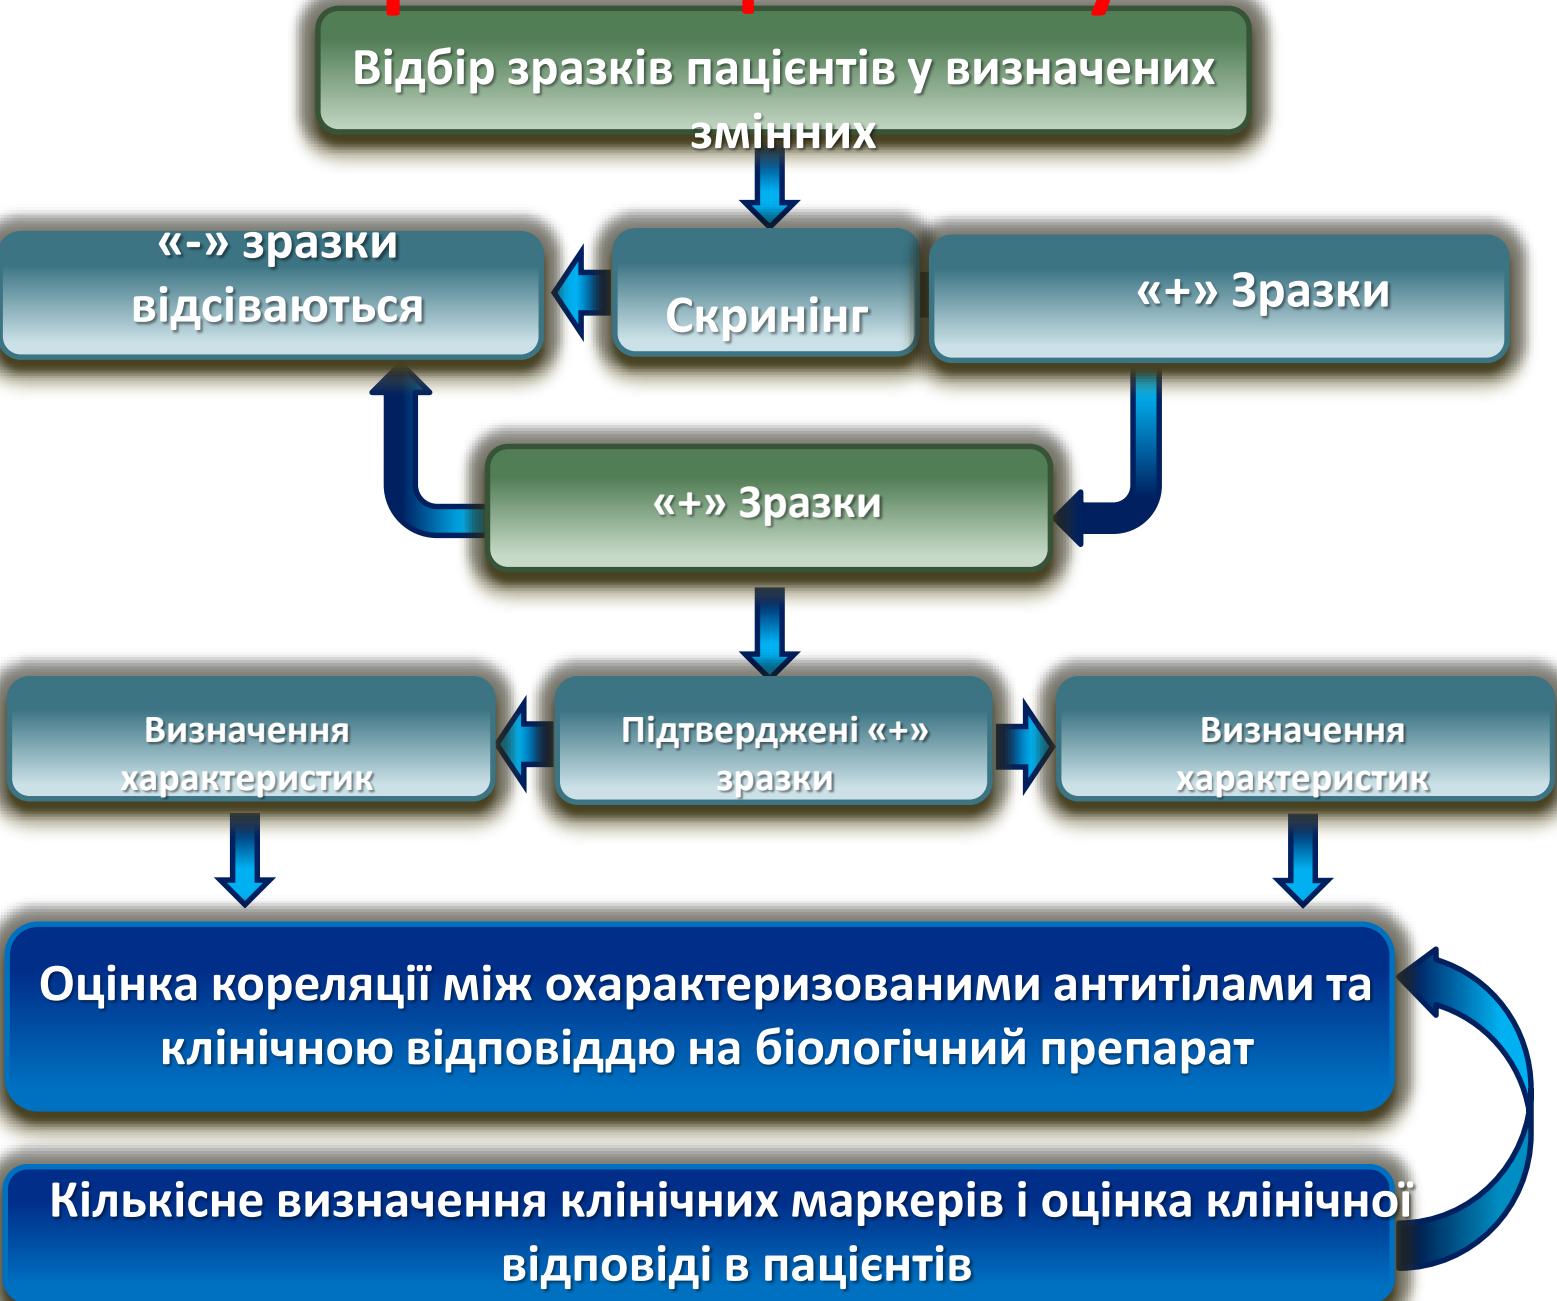 Відбір зразків пацієнтів у визначених
змінних
«-» зразки
відсіваються
Скринінг
«+» Зразки
«+» Зразки
Визначення
характеристик
Підтверджені «+»
зразки
Визначення
характеристик
Оцінка кореляції між охарактеризованими антитілами та
клінічною відповіддю на біологічний препарат
Кількісне визначення клінічних маркерів і оцінка клінічної
відповіді в пацієнтів